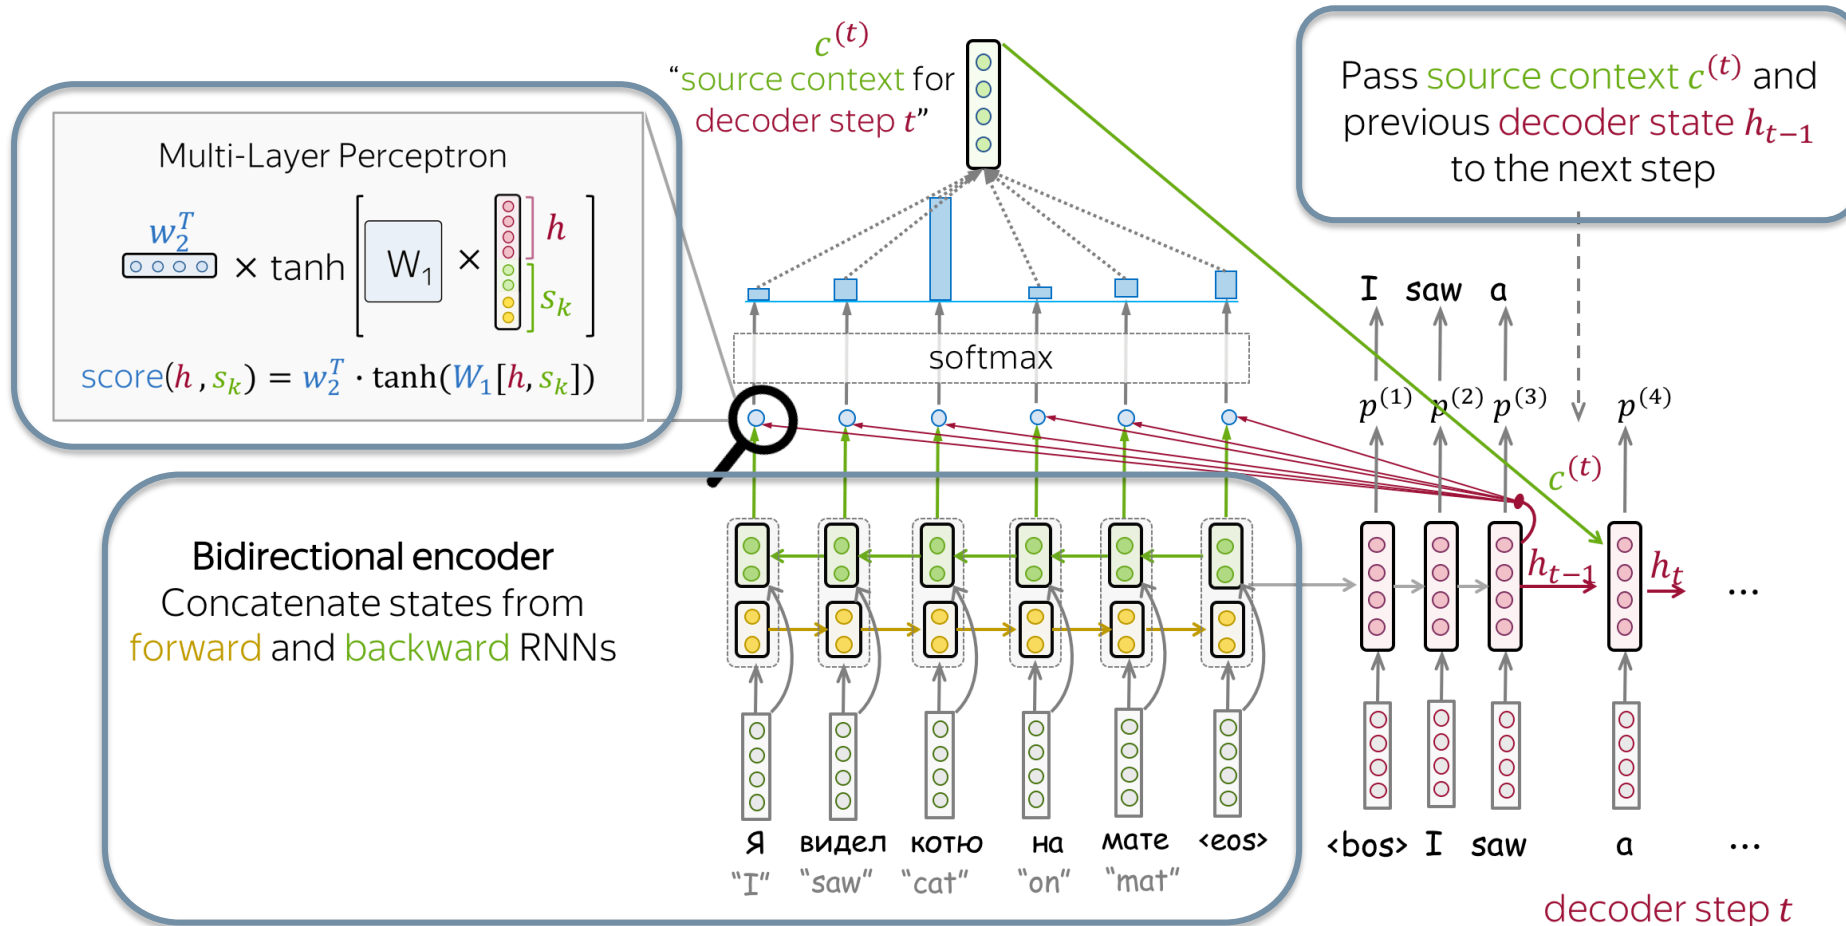 Multi-Layer Perceptron
w₂ᵀ
× tanh [ W₁ × ] h
sₖ
score(h , sₖ) = w₂ᵀ · tanh(W₁[h, sₖ])
c⁽ᵗ⁾
“source context for
decoder step t”
Pass source context c⁽ᵗ⁾ and
previous decoder state hₜ₋₁
to the next step
softmax
I saw a
p⁽¹⁾ p⁽²⁾ p⁽³⁾ p⁽⁴⁾
c⁽ᵗ⁾
hₜ₋₁ hₜ ...
Bidirectional encoder
Concatenate states from
forward and backward RNNs
Я видел котю на мате <eos>
“I” “saw” “cat” “on” “mat”
<bos> I saw a ...
decoder step t